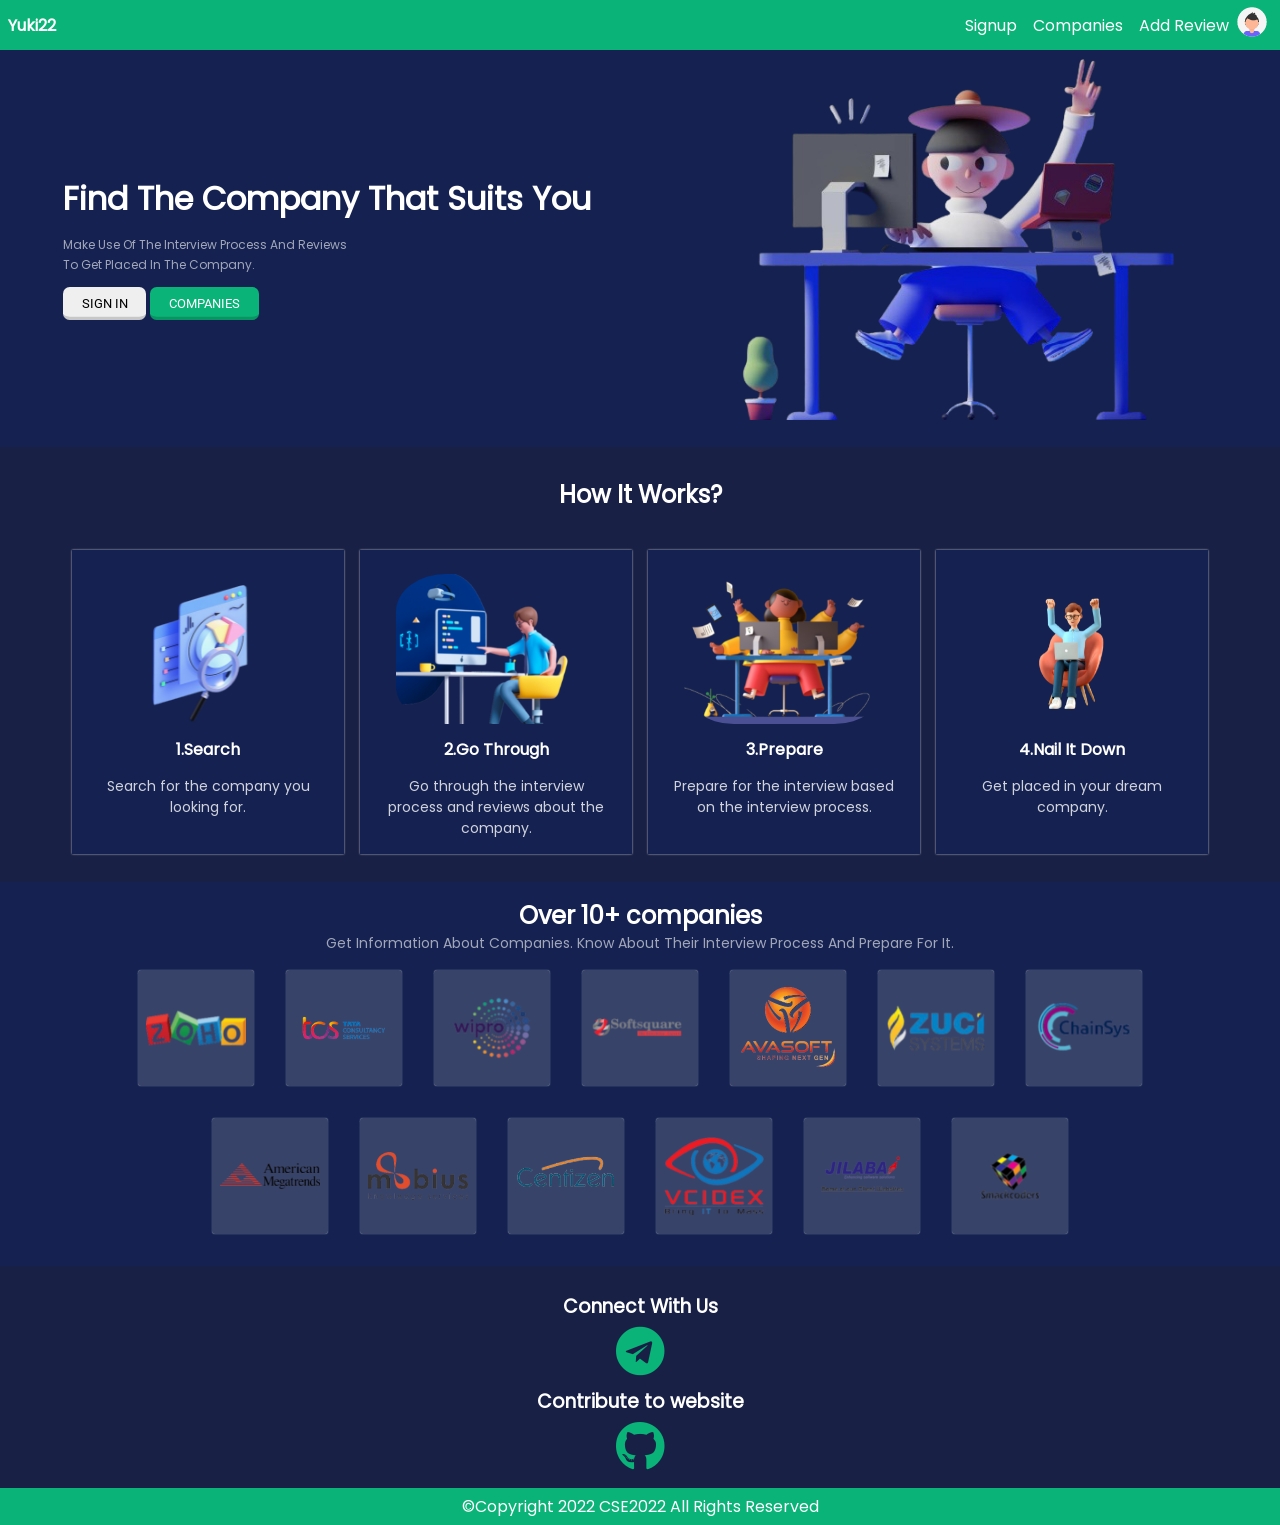 Yuki22
Signup Companies Add Review
Find The Company That Suits You
Make Use Of The Interview Process And Reviews
To Get Placed In The Company.
SIGN IN COMPANIES
How It Works?
1.Search
Search for the company you
looking for.
2.Go Through
Go through the interview
process and reviews about the
company.
3.Prepare
Prepare for the interview based
on the interview process.
4.Nail It Down
Get placed in your dream
company.
Over 10+ companies
Get Information About Companies. Know About Their Interview Process And Prepare For It.
ZOHO
tcs TATA CONSULTANCY SERVICES
wipro
Softsquare
AVASOFT
SHAPING NEXT GEN
ZUCI
SYSTEMS
ChainSys
American
Megatrends
mobius
VCIDEX
JILABA
Connect With Us
Contribute to website
©Copyright 2022 CSE2022 All Rights Reserved